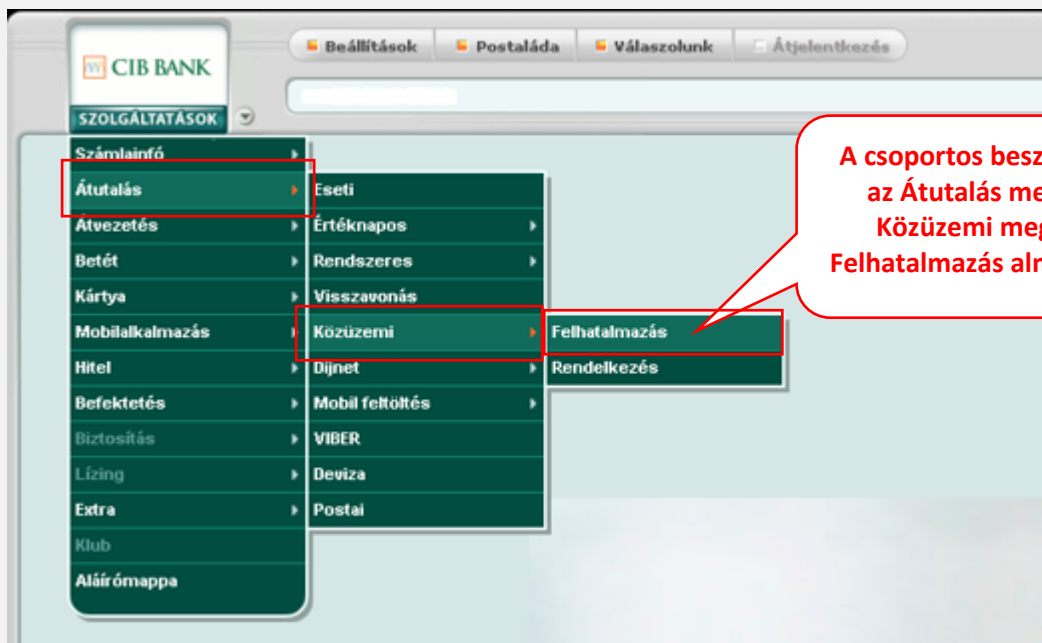 Beállítások Postaláda Válaszolunk Átjelentkezés
CIB BANK
SZOLGÁLTATÁSOK
Számlainfó
Átutalás
Átvezetés
Betét
Kártya
Mobilalkalmazás
Hitel
Befektetés
Biztosítás
Lízing
Extra
Klub
Aláírómappa
Eseti
Értéknapos
Rendszeres
Visszavonás
Közüzemi
Díjnet
Mobil feltöltés
VIBER
Deviza
Postai
Felhatalmazás
Rendelkezés
A csoportos besz
az Átutalás me
Közüzemi meg
Felhatalmazás